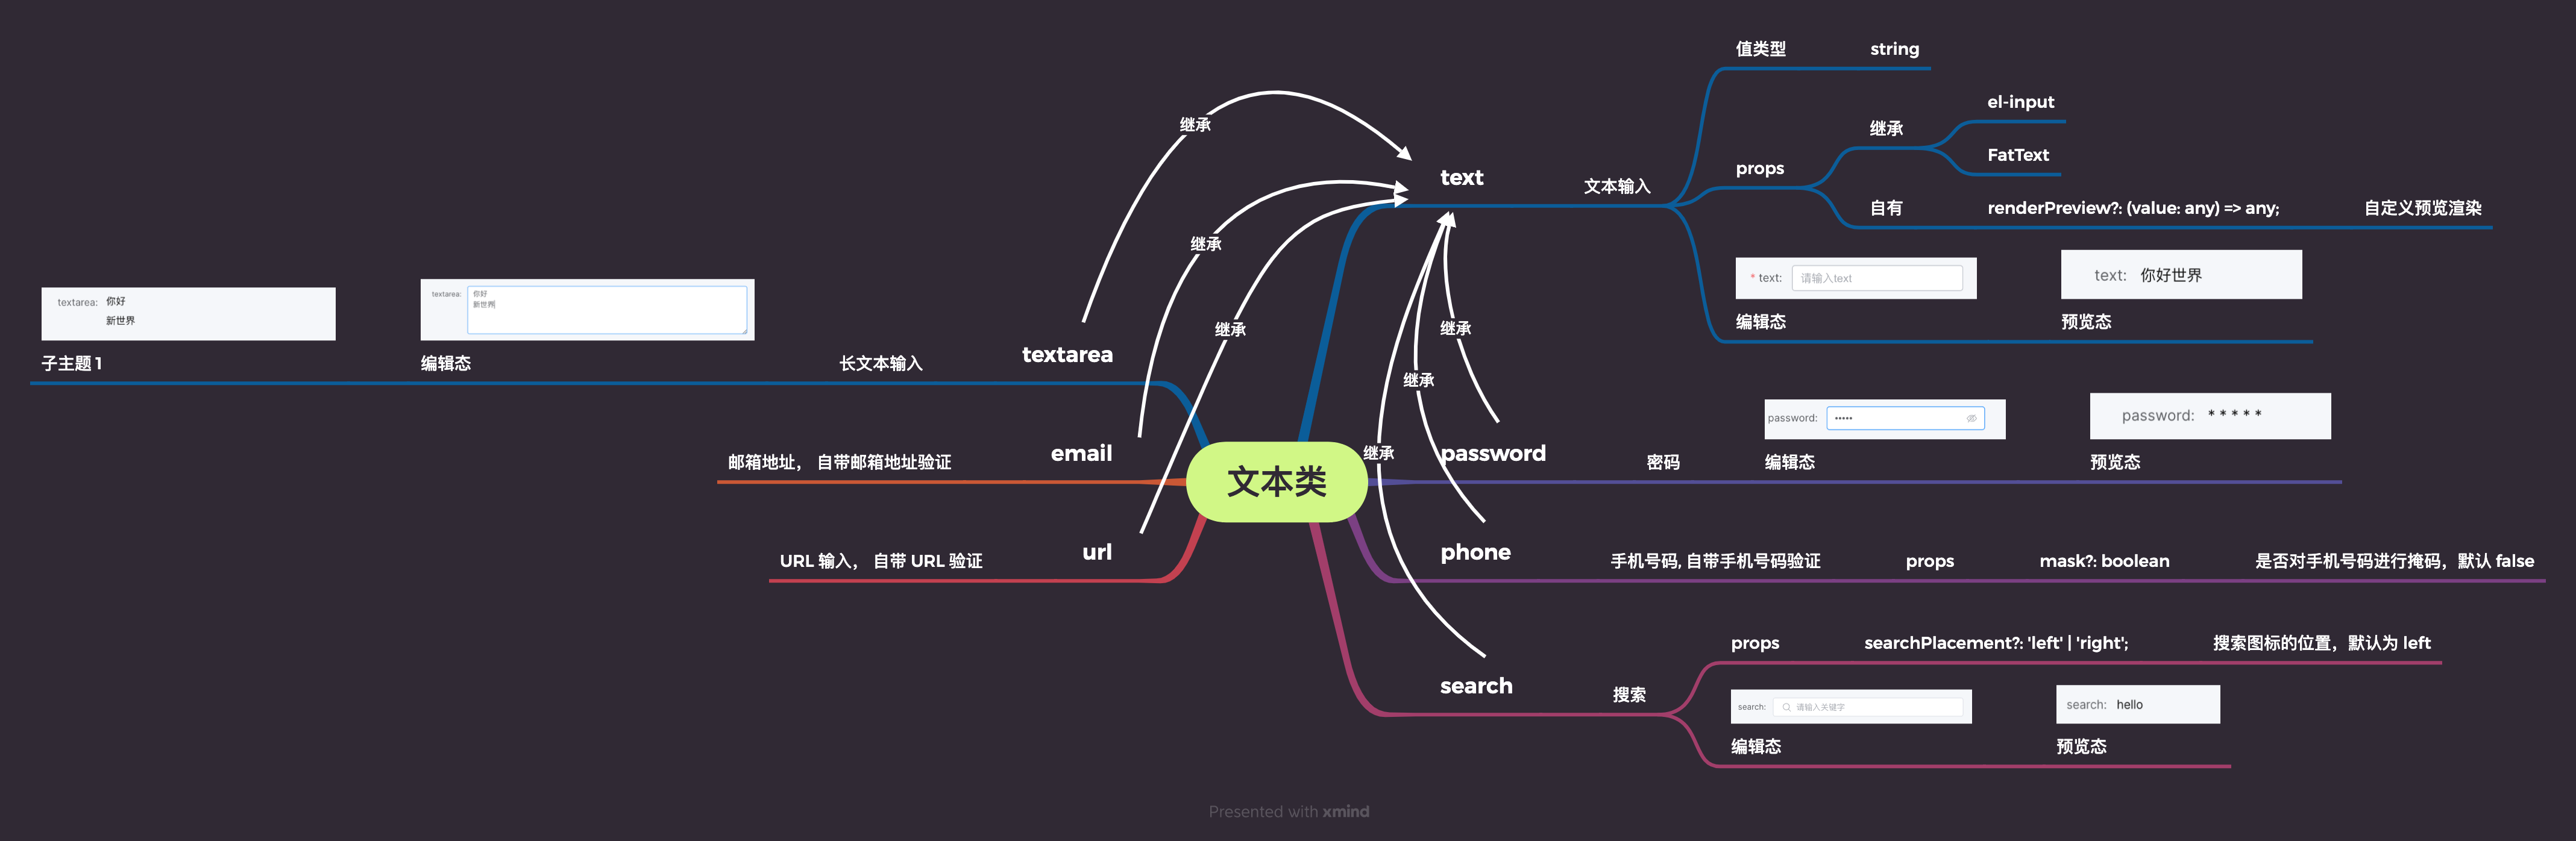 值类型
string
el-input
继承
FatText
props
自有
renderPreview?: (value: any) => any;
自定义预览渲染
text
文本输入
* text:
请输入text
编辑态
text:
你好世界
预览态
继承
继承
继承
继承
继承
继承
textarea:
你好
新世界
子主题 1
textarea:
你好
新世界
编辑态
长文本输入
textarea
邮箱地址， 自带邮箱地址验证
email
URL 输入， 自带 URL 验证
url
文本类
password
密码
password:
•••••
编辑态
password:
* * * * *
预览态
phone
手机号码, 自带手机号码验证
props
mask?: boolean
是否对手机号码进行掩码，默认 false
search
搜索
props
searchPlacement?: 'left' | 'right';
搜索图标的位置，默认为 left
search:
请输入关键字
编辑态
search:
hello
预览态
Presented with xmind